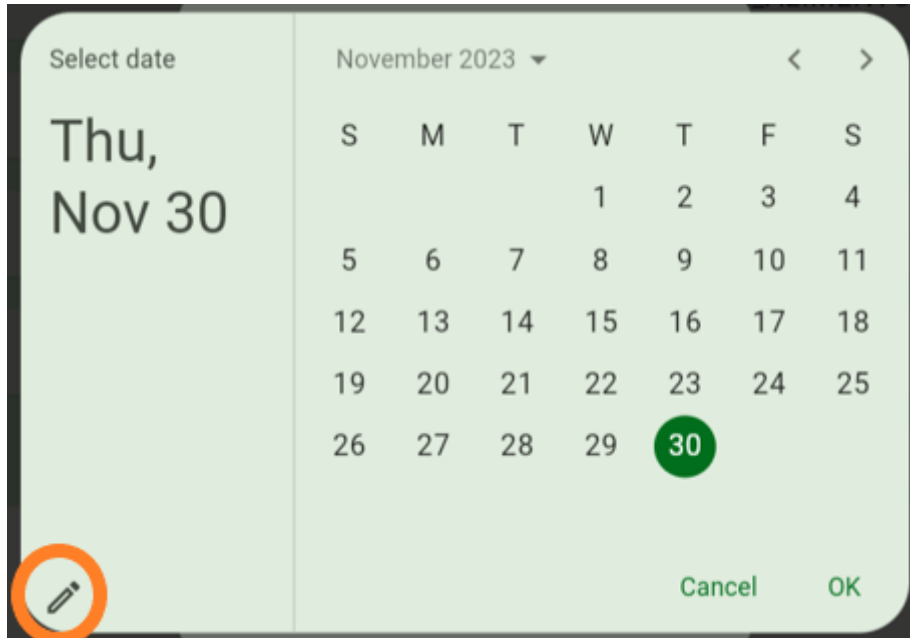 Select date
Thu,
Nov 30
November 2023
S M T W T F S
1 2 3 4
5 6 7 8 9 10 11
12 13 14 15 16 17 18
19 20 21 22 23 24 25
26 27 28 29 30
Cancel OK